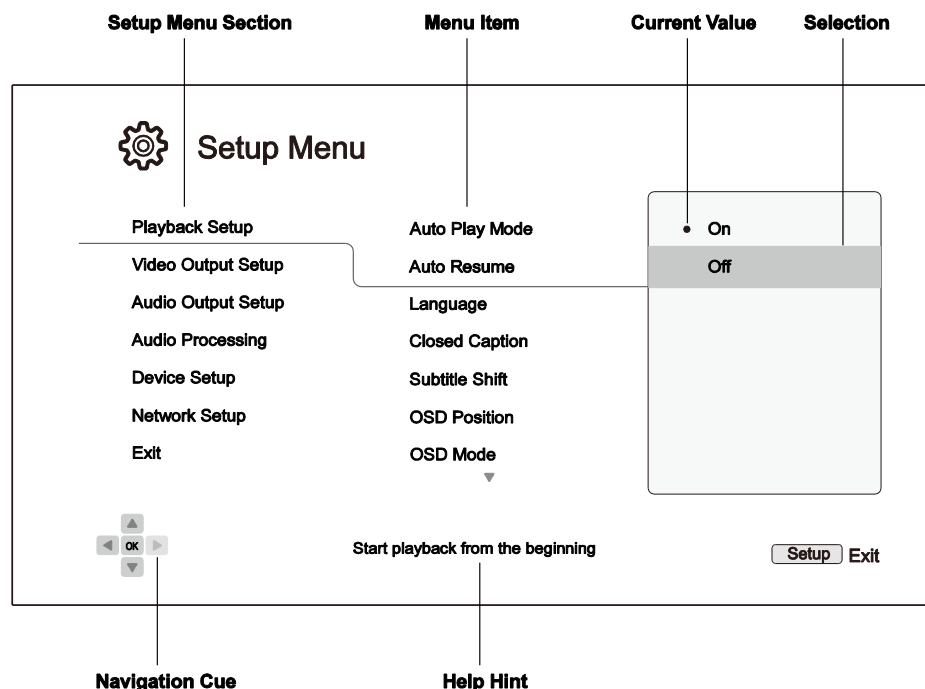 Setup Menu Section
Menu Item
Current Value
Selection
Setup Menu
Playback Setup
Video Output Setup
Audio Output Setup
Audio Processing
Device Setup
Network Setup
Exit
Auto Play Mode
Auto Resume
Language
Closed Caption
Subtitle Shift
OSD Position
OSD Mode
• On
Off
OK
Start playback from the beginning
Setup Exit
Navigation Cue
Help Hint